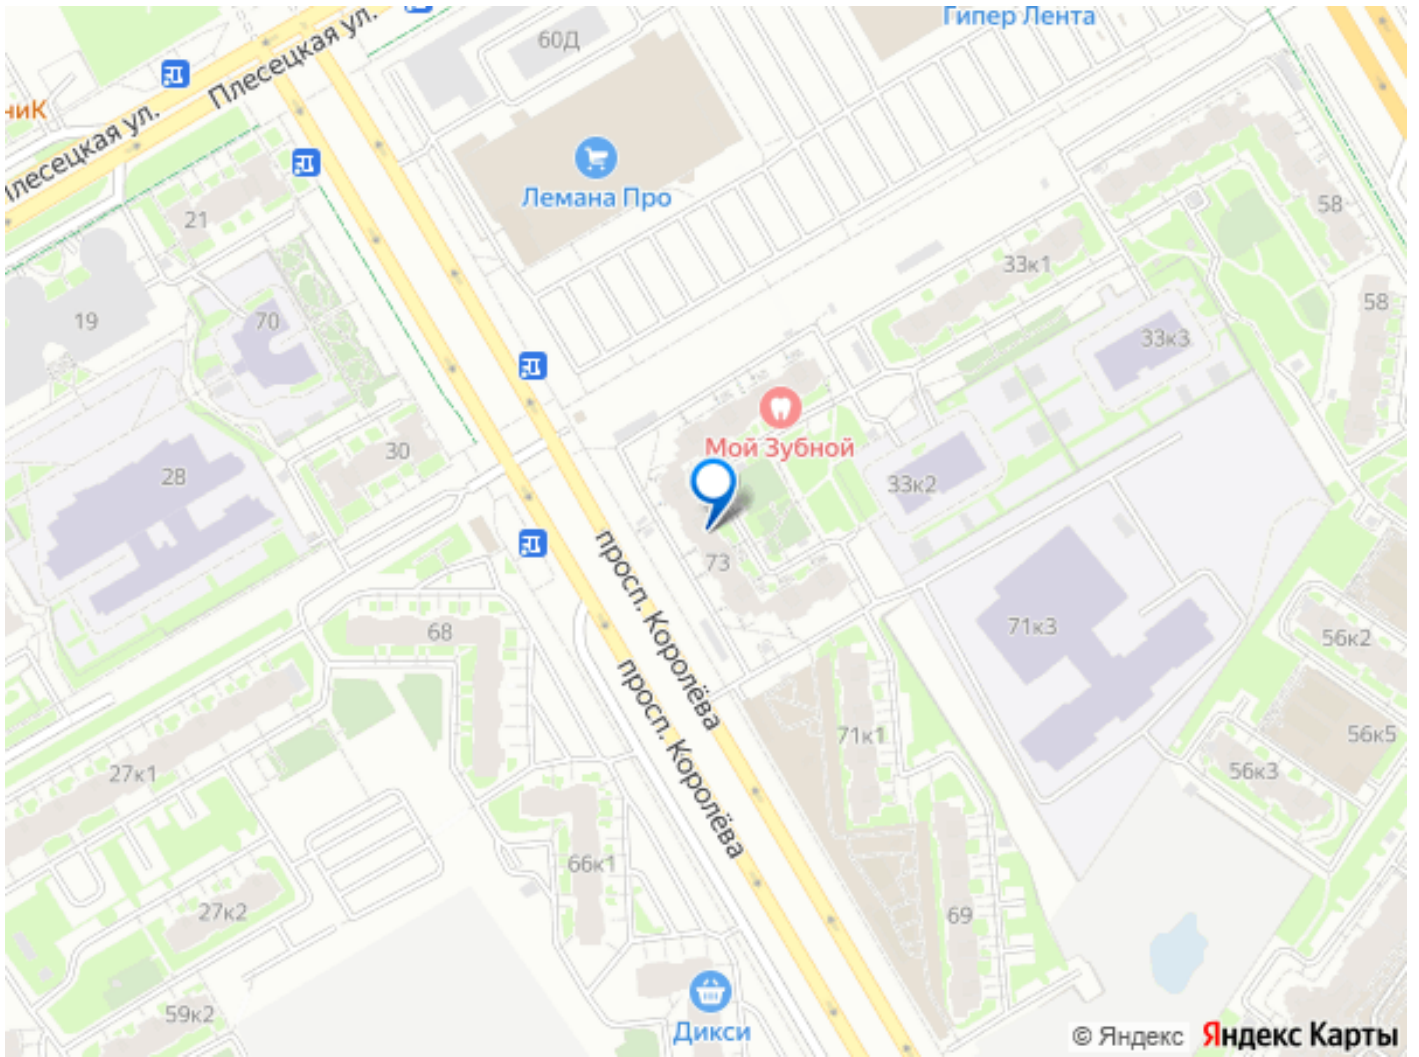 Гипер Лента
60Д
Плесецкая ул.
ниК
Плесецкая ул.
Лемана Про
21
58
33к1
58
19
70
33к3
Мой Зубной
30
28
33к2
73
просп. Королёва
71к3
68
56к2
просп. Королёва
71к1
56к5
27к1
56к3
66к1
27к2
69
59к2
Дикси
© Яндекс
Яндекс Карты